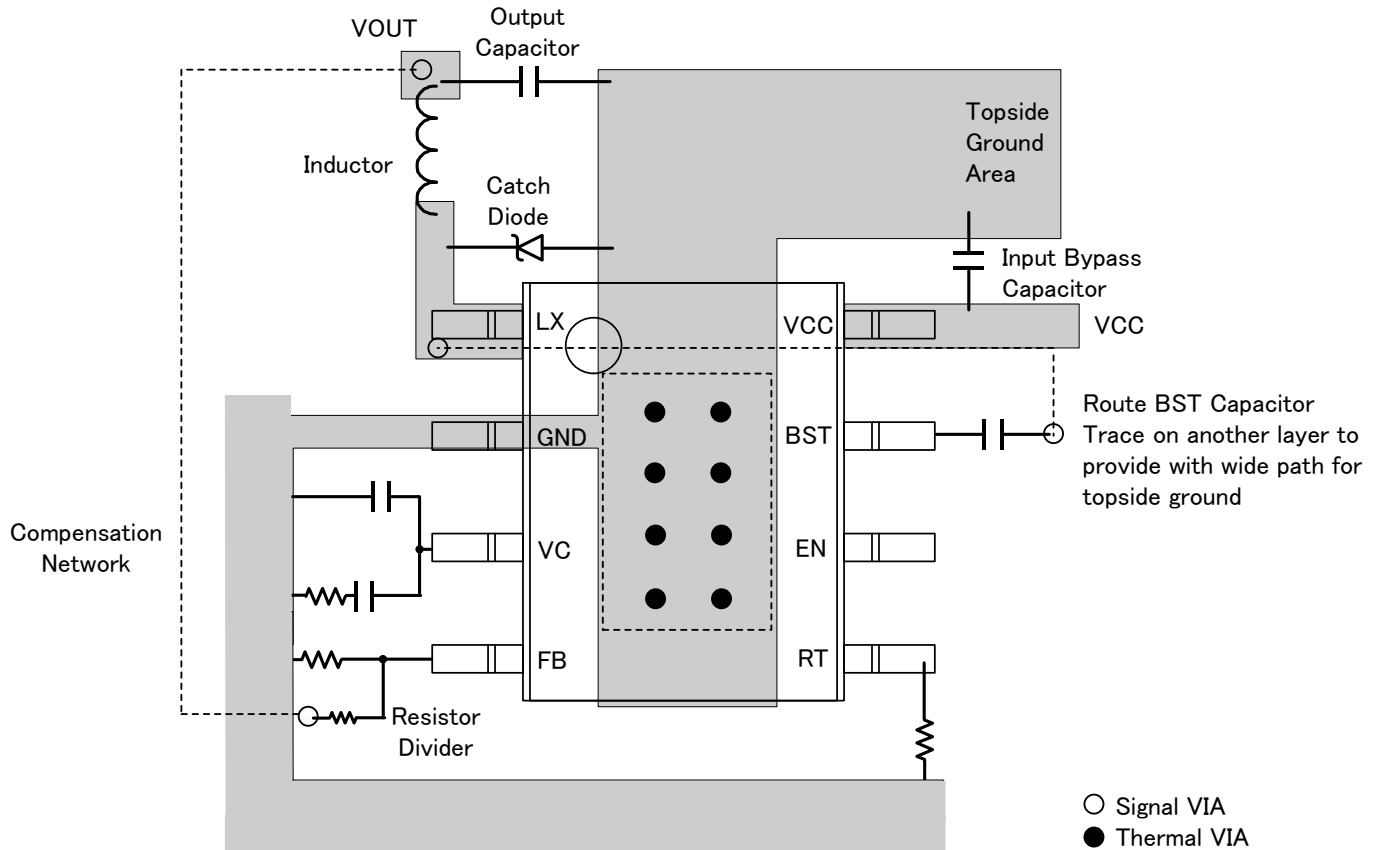 VOUT
Output
Capacitor
Topside
Ground
Area
Inductor
Catch
Diode
Input Bypass
Capacitor
LX
VCC
VCC
GND
BST
Route BST Capacitor
Trace on another layer to
provide with wide path for
topside ground
Compensation
Network
VC
EN
FB
RT
Resistor
Divider
Signal VIA
Thermal VIA